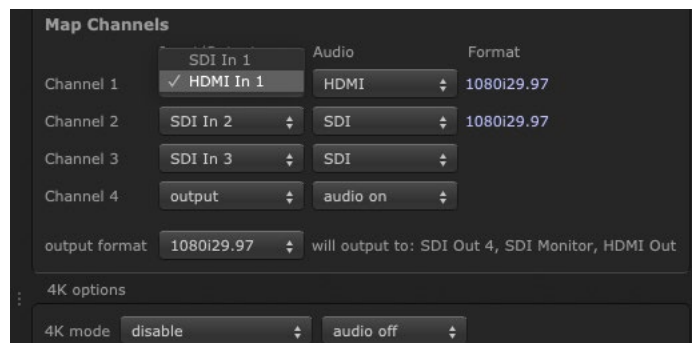 Map Channels
Audio Format
SDI In 1
✓ HDMI In 1
Channel 1 HDMI 1080i29.97
Channel 2 SDI In 2 SDI 1080i29.97
Channel 3 SDI In 3 SDI
Channel 4 output audio on
output format 1080i29.97 will output to: SDI Out 4, SDI Monitor, HDMI Out
4K options
4K mode disable audio off